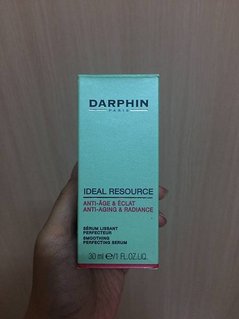 DARPHIN
PARIS
IDEAL RESOURCE
ANTI-ÂGE & ÉCLAT
ANTI-AGING & RADIANCE
SÉRUM LISSANT
PERFECTEUR
SMOOTHING
PERFECTING SERUM
30 ml ℮/1 FL.OZ.LIQ.